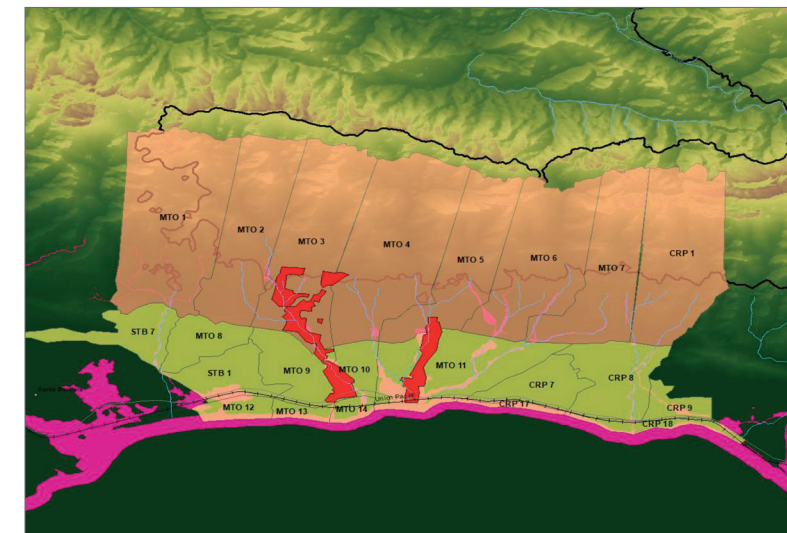 MTO 1
MTO 2
MTO 3
MTO 4
MTO 5
MTO 6
MTO 7
CRP 1
STB 7
MTO 8
STB 1
MTO 9
MTO 10
MTO 11
CRP 7
CRP 8
MTO 12
MTO 13
MTO 14
Union Pacific
CRP 17
CRP 18
CRP 9